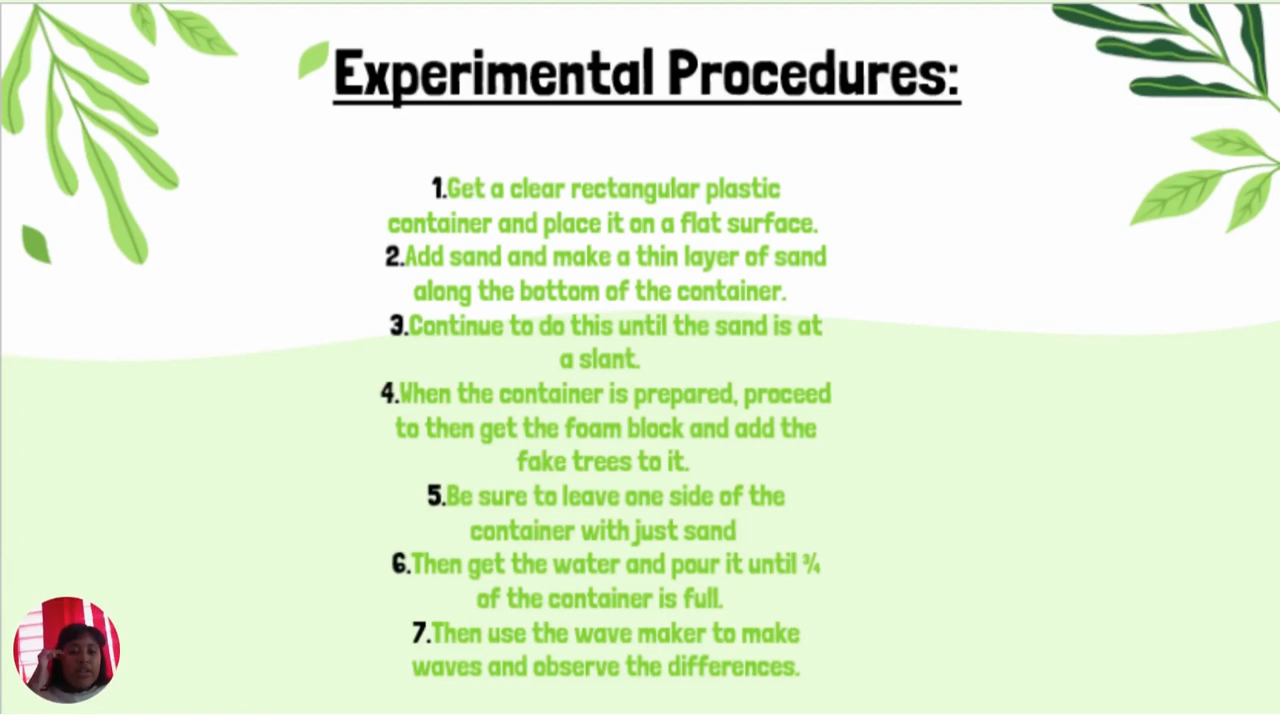 Experimental Procedures:
1.Get a clear rectangular plastic
container and place it on a flat surface.
2.Add sand and make a thin layer of sand
along the bottom of the container.
3.Continue to do this until the sand is at
a slant.
4.When the container is prepared, proceed
to then get the foam block and add the
fake trees to it.
5.Be sure to leave one side of the
container with just sand
6.Then get the water and pour it until ¾
of the container is full.
7.Then use the wave maker to make
waves and observe the differences.